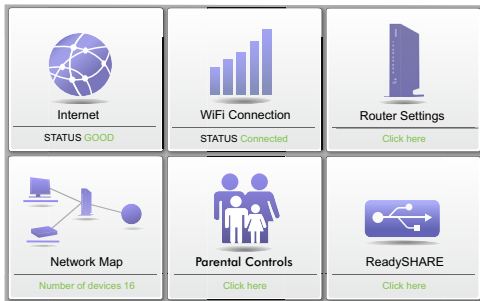 Internet
STATUS GOOD
WiFi Connection
STATUS Connected
Router Settings
Click here
Network Map
Number of devices 16
Parental Controls
Click here
ReadySHARE
Click here